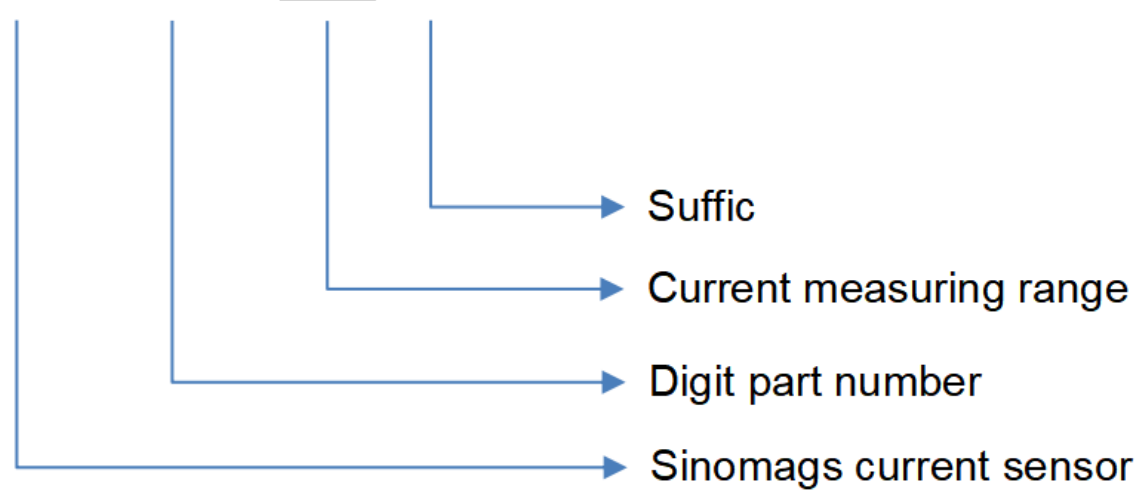 Suffic
Current measuring range
Digit part number
Sinomags current sensor